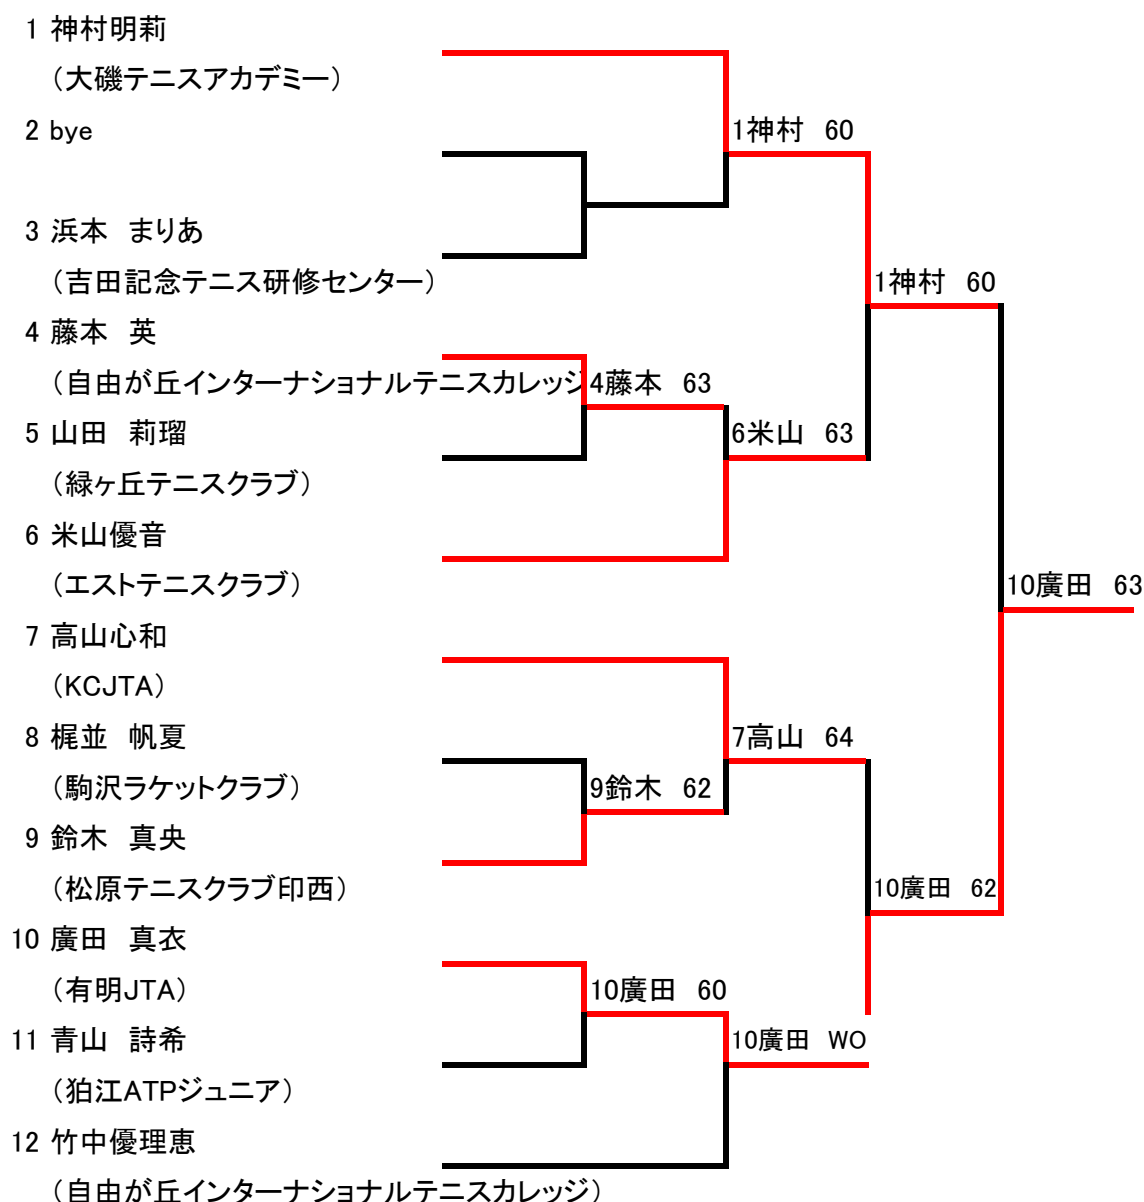 1 神村明莉
（大磯テニスアカデミー）
2 bye
1神村　60
3 浜本　まりあ
（吉田記念テニス研修センター）
1神村　60
4 藤本　英
（自由が丘インターナショナルテニスカレッジ
4藤本　63
5 山田　莉瑠
6米山　63
（緑ヶ丘テニスクラブ）
6 米山優音
（エストテニスクラブ）
10廣田　63
7 高山心和
（KCJTA）
8 梶並　帆夏
7高山　64
（駒沢ラケットクラブ）
9鈴木　62
9 鈴木　真央
（松原テニスクラブ印西）
10廣田　62
10 廣田　真衣
（有明JTA）
10廣田　60
11 青山　詩希
10廣田　WO
（狛江ATPジュニア）
12 竹中優理恵
（自由が丘インターナショナルテニスカレッジ）